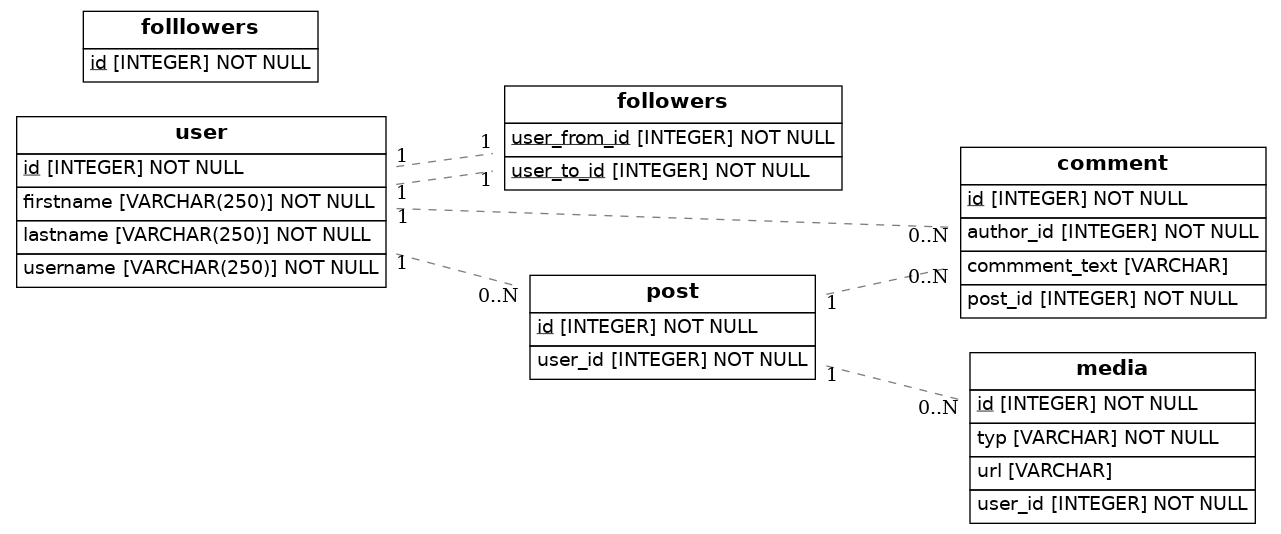 folllowers
id [INTEGER] NOT NULL
user
id [INTEGER] NOT NULL
firstname [VARCHAR(250)] NOT NULL
lastname [VARCHAR(250)] NOT NULL
username [VARCHAR(250)] NOT NULL
1
1
1
1
1
1
0..N
0..N
followers
user_from_id [INTEGER] NOT NULL
user_to_id [INTEGER] NOT NULL
post
id [INTEGER] NOT NULL
user_id [INTEGER] NOT NULL
1
0..N
1
0..N
comment
id [INTEGER] NOT NULL
author_id [INTEGER] NOT NULL
commment_text [VARCHAR]
post_id [INTEGER] NOT NULL
media
id [INTEGER] NOT NULL
typ [VARCHAR] NOT NULL
url [VARCHAR]
user_id [INTEGER] NOT NULL